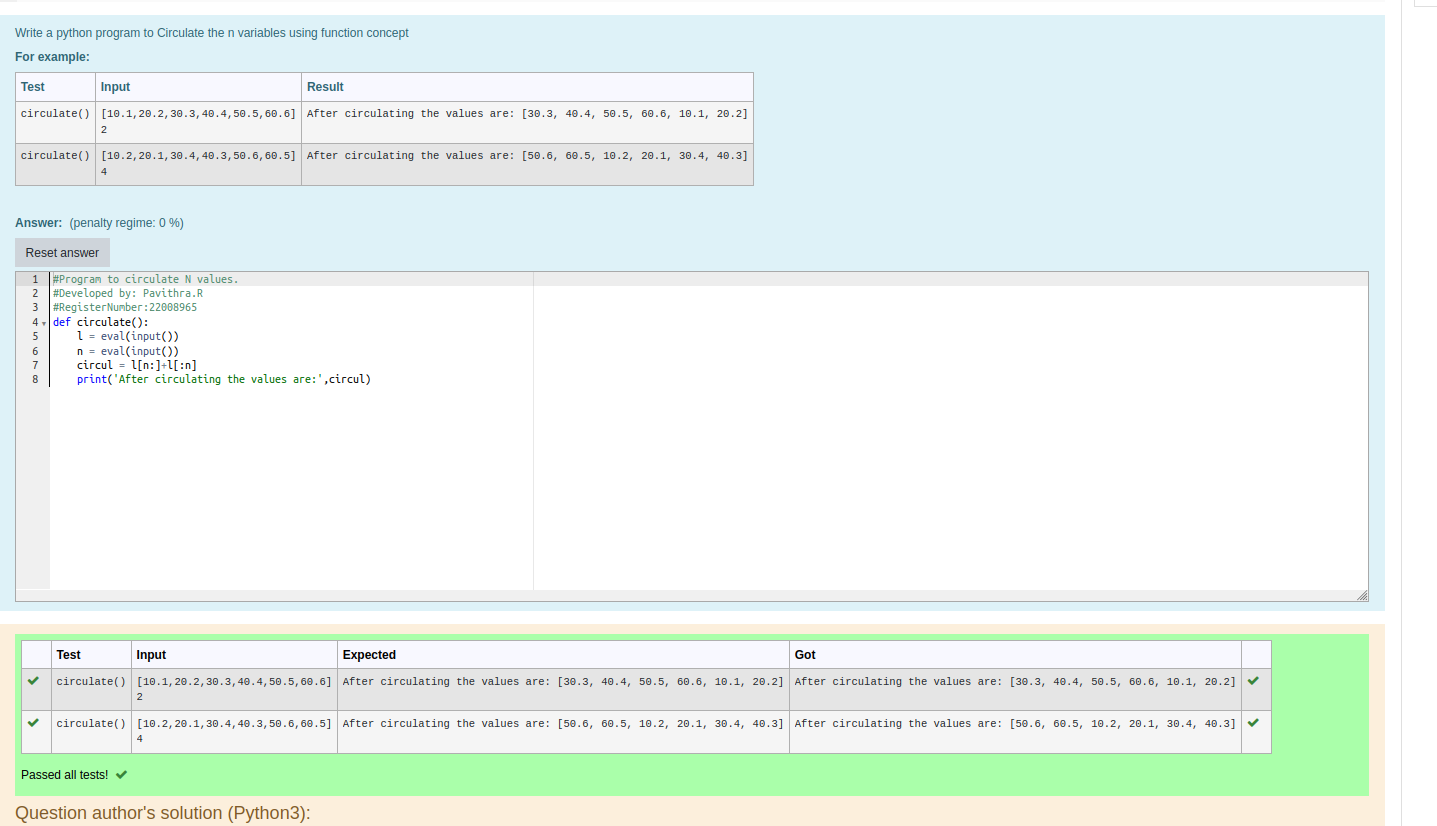 Write a python program to Circulate the n variables using function concept
For example:
Test Input Result
circulate() [10.1,20.2,30.3,40.4,50.5,60.6] After circulating the values are: [30.3, 40.4, 50.5, 60.6, 10.1, 20.2]
2
circulate() [10.2,20.1,30.4,40.3,50.6,60.5] After circulating the values are: [50.6, 60.5, 10.2, 20.1, 30.4, 40.3]
4
Answer: (penalty regime: 0 %)
Reset answer
1 #Program to circulate N values.
2 #Developed by: Pavithra.R
3 #RegisterNumber:22008965
4 def circulate():
5 l = eval(input())
6 n = eval(input())
7 circul = l[n:]+l[:n]
8 print('After circulating the values are:',circul)
Test Input Expected Got
circulate() [10.1,20.2,30.3,40.4,50.5,60.6] After circulating the values are: [30.3, 40.4, 50.5, 60.6, 10.1, 20.2] After circulating the values are: [30.3, 40.4, 50.5, 60.6, 10.1, 20.2]
2
circulate() [10.2,20.1,30.4,40.3,50.6,60.5] After circulating the values are: [50.6, 60.5, 10.2, 20.1, 30.4, 40.3] After circulating the values are: [50.6, 60.5, 10.2, 20.1, 30.4, 40.3]
4
Passed all tests!
Question author's solution (Python3):